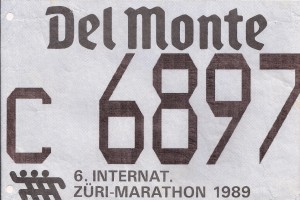 Del Monte
C 6897
6. INTERNAT.
ZÜRI-MARATHON 1989